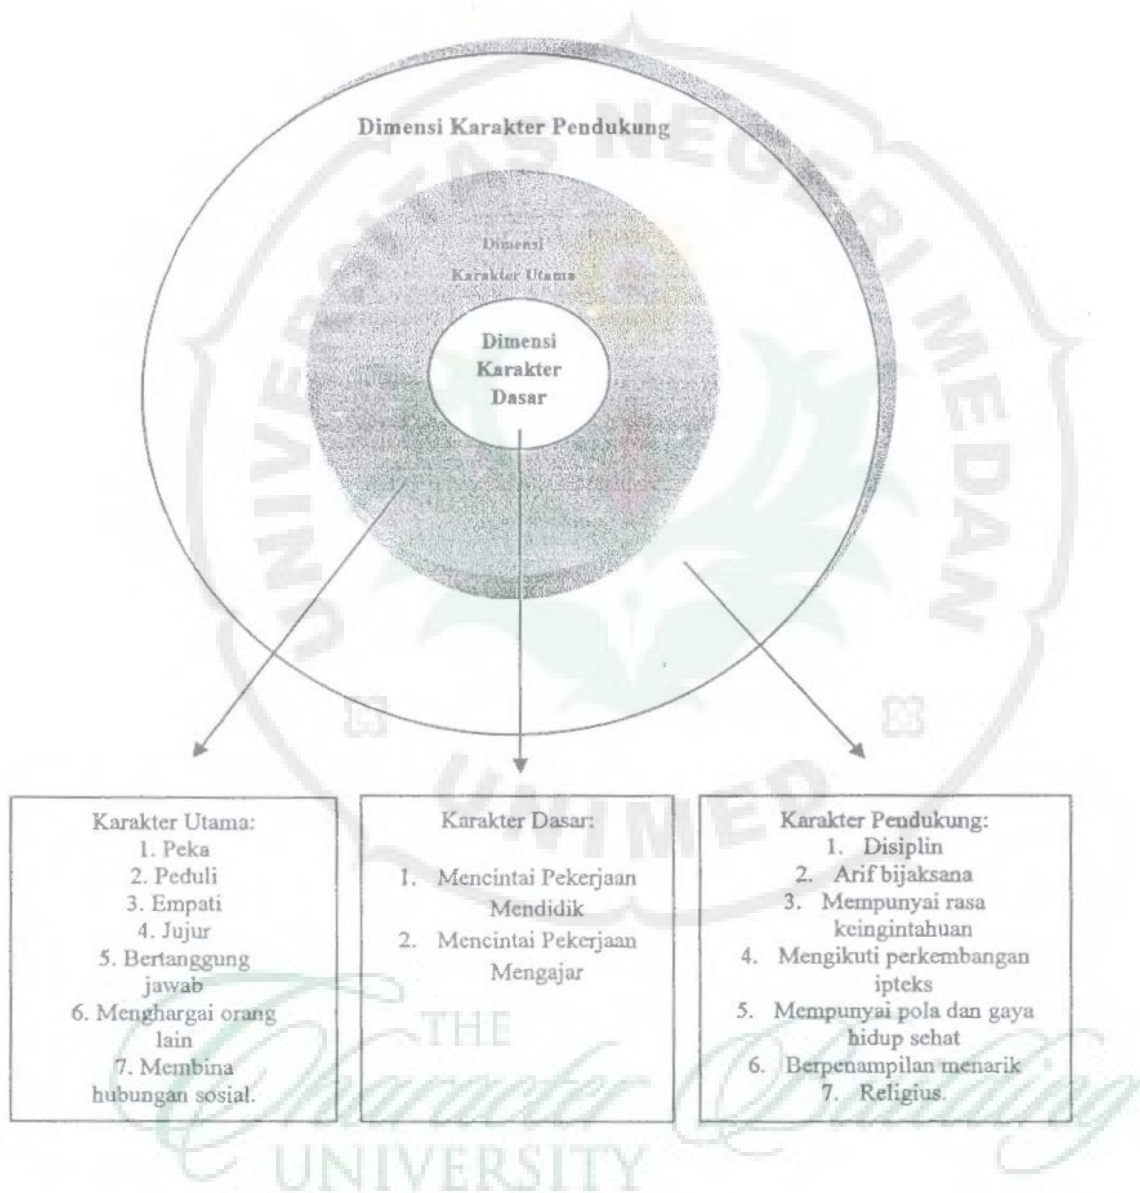 Dimensi Karakter Pendukung
Dimensi
Karakter Utama
Dimensi
Karakter
Dasar
Karakter Utama:
1. Peka
2. Peduli
3. Empati
4. Jujur
5. Bertanggung
jawab
6. Menghargai orang
lain
7. Membina
hubungan sosial.
Karakter Dasar:
1. Mencintai Pekerjaan
Mendidik
2. Mencintai Pekerjaan
Mengajar
Karakter Pendukung:
1. Disiplin
2. Arif bijaksana
3. Mempunyai rasa
keingintahuan
4. Mengikuti perkembangan
ipteks
5. Mempunyai pola dan gaya
hidup sehat
6. Berpenampilan menarik
7. Religius.
UNIVERSITAS NEGERI MEDAN
UNIMED
THE
Character Building
UNIVERSITY